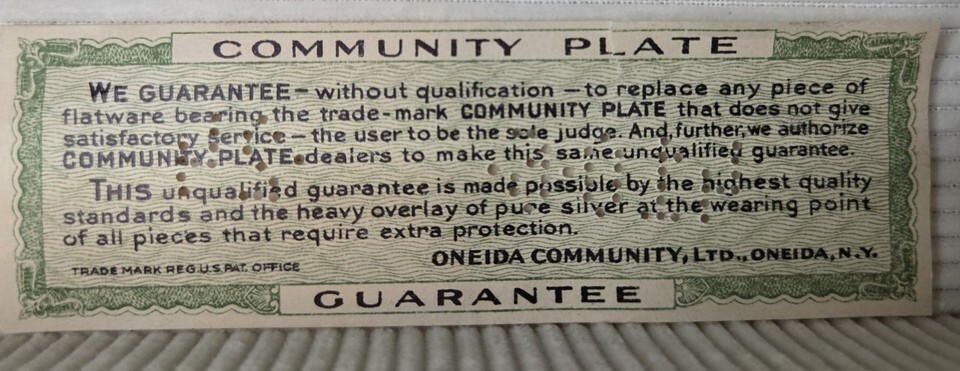 COMMUNITY PLATE
WE GUARANTEE — without qualification — to replace any piece of
flatware bearing the trade-mark COMMUNITY PLATE that does not give
satisfactory service — the user to be the sole judge. And, further, we authorize
COMMUNITY PLATE dealers to make this same unqualified guarantee.
THIS unqualified guarantee is made possible by the highest quality
standards and the heavy overlay of pure silver at the wearing point
of all pieces that require extra protection.
ONEIDA COMMUNITY, LTD., ONEIDA, N.Y.
TRADE MARK REG U.S. PAT. OFFICE
GUARANTEE